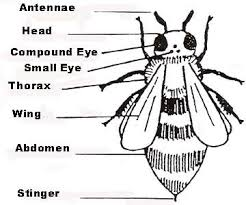 Antennae
Head
Compound Eye
Small Eye
Thorax
Wing
Abdomen
Stinger